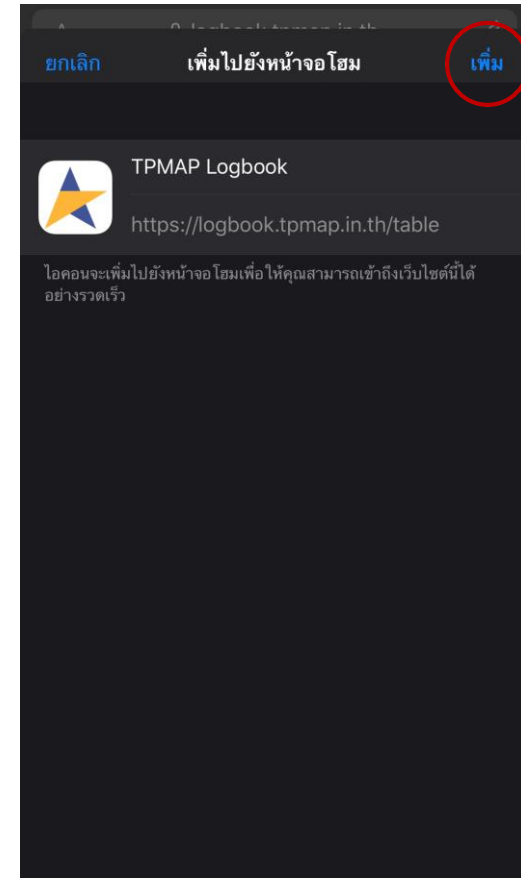 ยกเลิก เพิ่มไปยังหน้าจอโฮม เพิ่ม
TPMAP Logbook
https://logbook.tpmap.in.th/table
ไอคอนจะเพิ่มไปยังหน้าจอโฮมเพื่อให้คุณสามารถเข้าถึงเว็บไซต์นี้ได้
อย่างรวดเร็ว